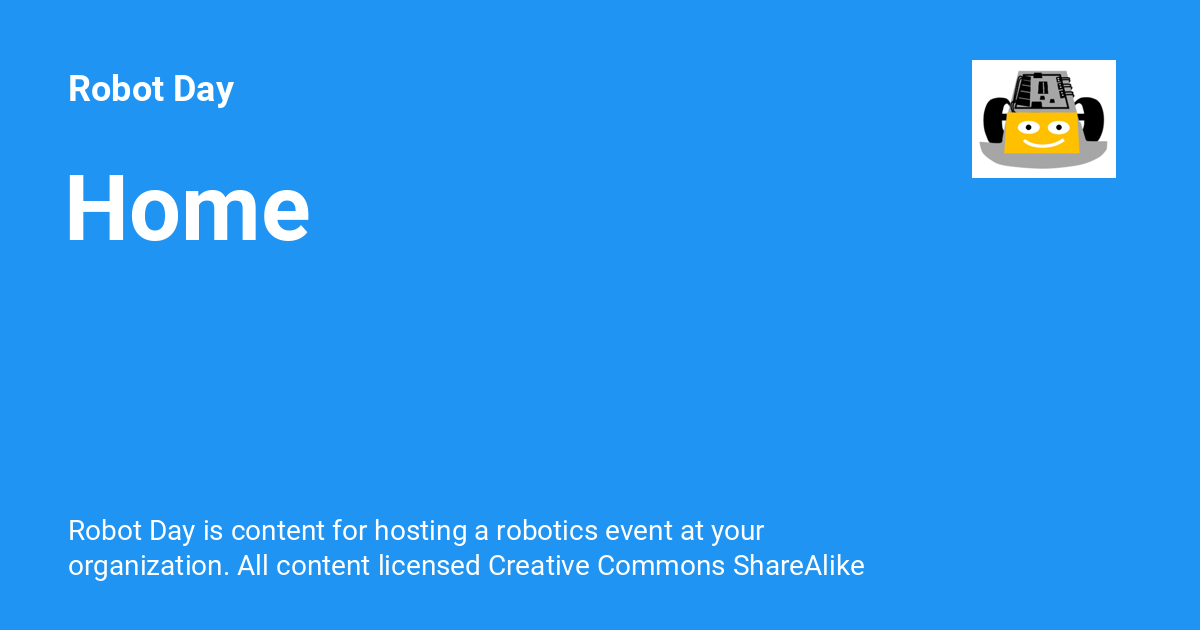 Robot Day
Home
Robot Day is content for hosting a robotics event at your
organization. All content licensed Creative Commons ShareAlike